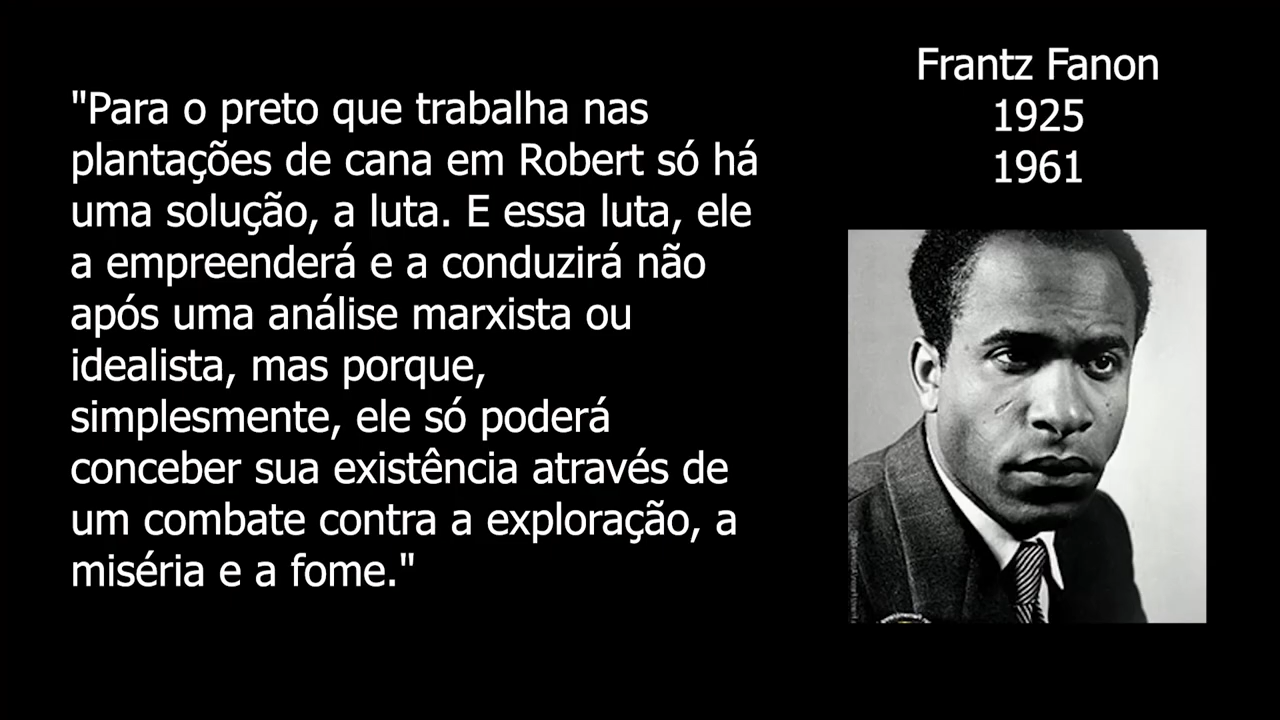 "Para o preto que trabalha nas
plantações de cana em Robert só há
uma solução, a luta. E essa luta, ele
a empreenderá e a conduzirá não
após uma análise marxista ou
idealista, mas porque,
simplesmente, ele só poderá
conceber sua existência através de
um combate contra a exploração, a
miséria e a fome."
Frantz Fanon
1925
1961